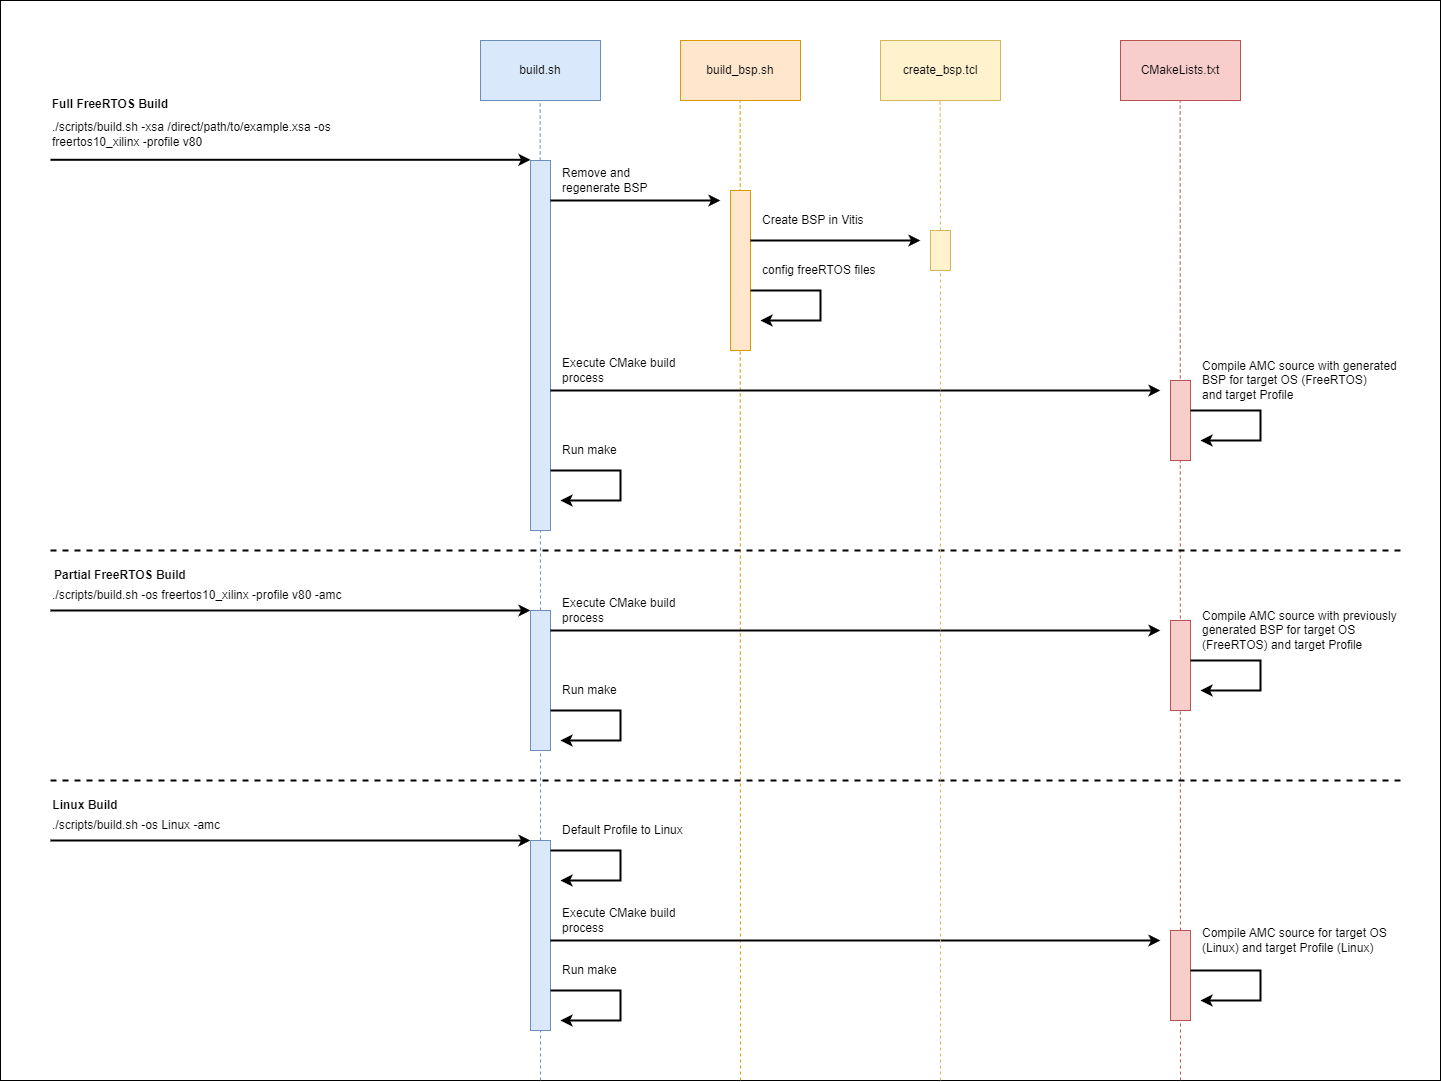 build.sh
build_bsp.sh
create_bsp.tcl
CMakeLists.txt
Full FreeRTOS Build
./scripts/build.sh -xsa /direct/path/to/example.xsa -os
freertos10_xilinx -profile v80
Remove and
regenerate BSP
Create BSP in Vitis
config freeRTOS files
Execute CMake build
process
Compile AMC source with generated
BSP for target OS (FreeRTOS)
and target Profile
Run make
Partial FreeRTOS Build
./scripts/build.sh -os freertos10_xilinx -profile v80 -amc
Execute CMake build
process
Compile AMC source with previously
generated BSP for target OS
(FreeRTOS) and target Profile
Run make
Linux Build
./scripts/build.sh -os Linux -amc
Default Profile to Linux
Execute CMake build
process
Compile AMC source for target OS
(Linux) and target Profile (Linux)
Run make